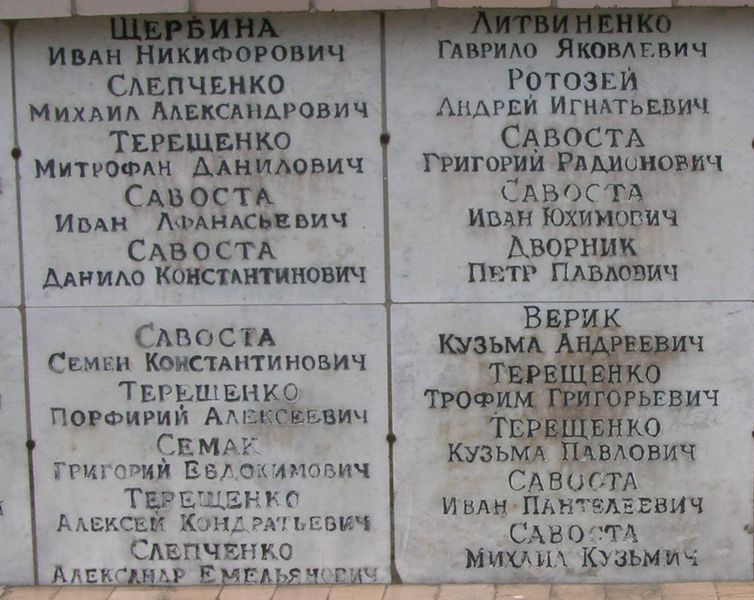 Щербина
Иван Никифорович
Слепченко
Михаил Александрович
Терещенко
Митрофан Данилович
Савоста
Иван Афанасьевич
Савоста
Данило Константинович
Савоста
Семен Константинович
Терешенко
Порфирий Алексеевич
Семак
Григорий Евдокимович
Терещенко
Алексей Кондратьевич
Слепченко
Александр Емельянович
Литвиненко
Гаврило Яковлевич
Ротозей
Андрей Игнатьевич
Савоста
Григорий Радионович
Савоста
Иван Юхимович
Дворник
Петр Павлович
Верик
Кузьма Андреевич
Терещенко
Трофим Григорьевич
Терещенко
Кузьма Павлович
Савоста
Иван Пантелеевич
Савоста
Михаил Кузьмич